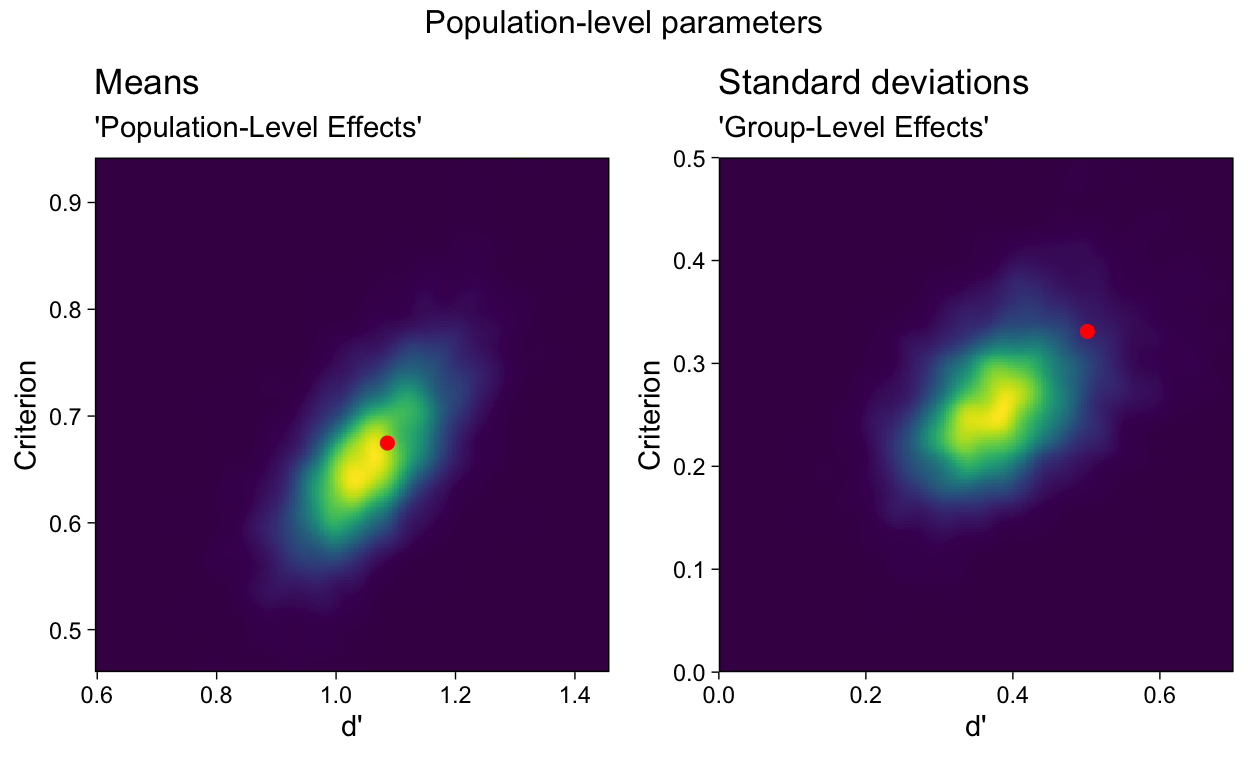 Population-level parameters
Means
'Population-Level Effects'
0.9
0.8
0.7
0.6
0.5
Criterion
0.6 0.8 1.0 1.2 1.4
d'
Standard deviations
'Group-Level Effects'
0.5
0.4
0.3
0.2
0.1
0.0
Criterion
0.0 0.2 0.4 0.6
d'